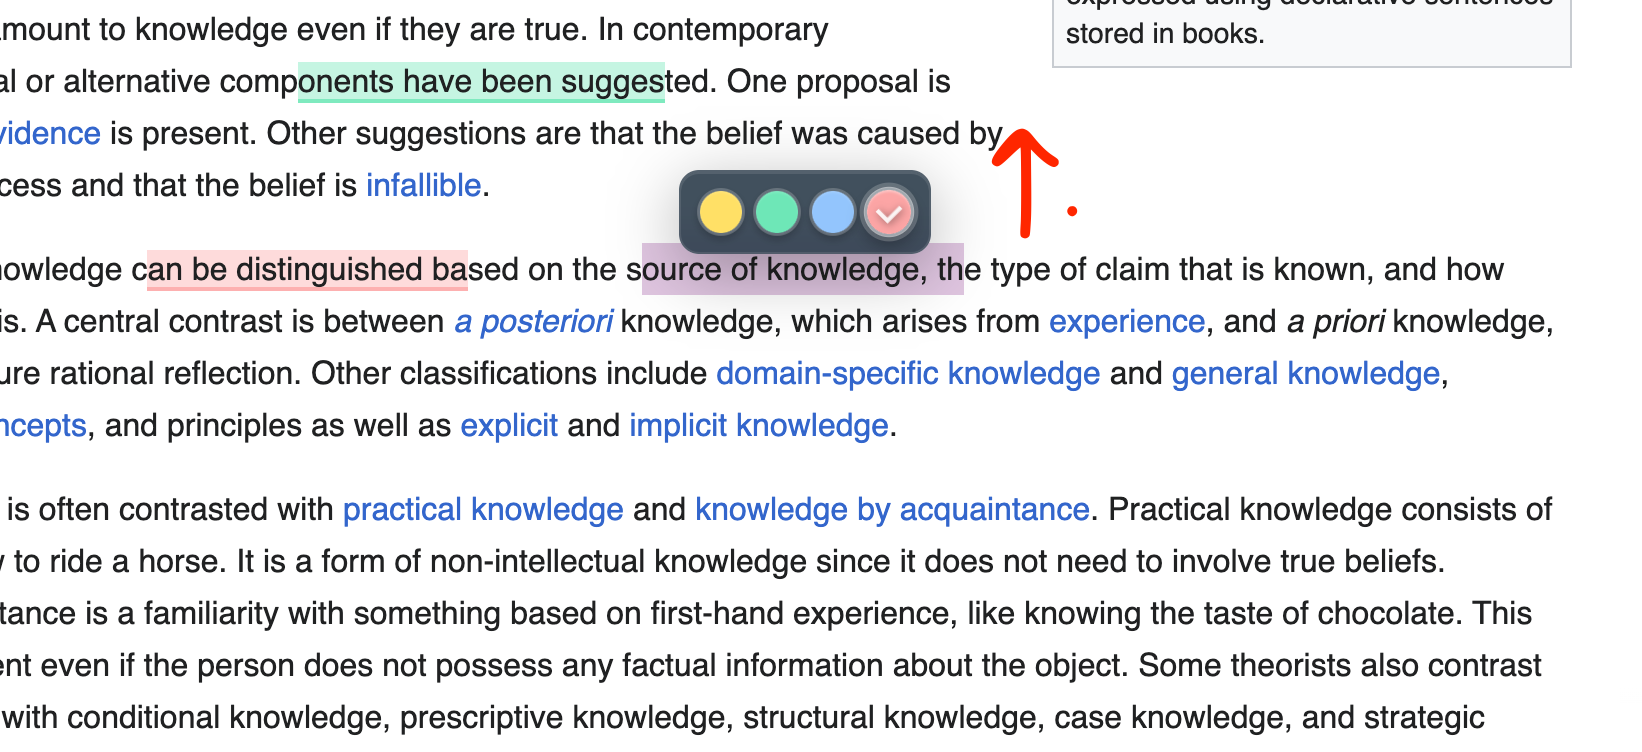 expressed using declarative sentences
stored in books.
mount to knowledge even if they are true. In contemporary
al or alternative components have been suggested. One proposal is
vidence is present. Other suggestions are that the belief was caused by
cess and that the belief is infallible.
nowledge can be distinguished based on the source of knowledge, the type of claim that is known, and how
is. A central contrast is between a posteriori knowledge, which arises from experience, and a priori knowledge,
ure rational reflection. Other classifications include domain-specific knowledge and general knowledge,
ncepts, and principles as well as explicit and implicit knowledge.
is often contrasted with practical knowledge and knowledge by acquaintance. Practical knowledge consists of
to ride a horse. It is a form of non-intellectual knowledge since it does not need to involve true beliefs.
tance is a familiarity with something based on first-hand experience, like knowing the taste of chocolate. This
ent even if the person does not possess any factual information about the object. Some theorists also contrast
with conditional knowledge, prescriptive knowledge, structural knowledge, case knowledge, and strategic